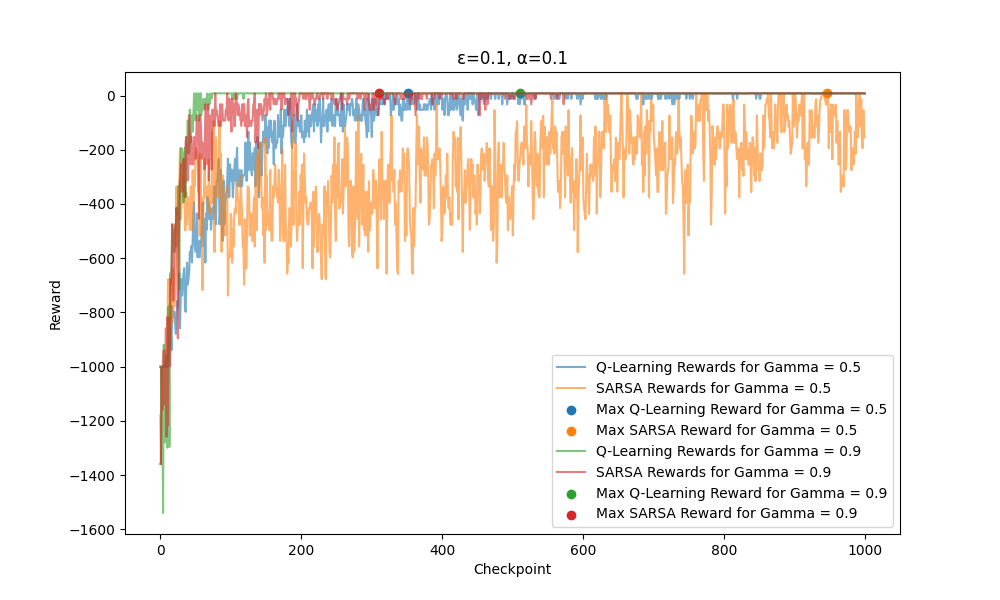 ε=0.1, α=0.1
Reward
0
−200
−400
−600
−800
−1000
−1200
−1400
−1600
0 200 400 600 800 1000
Checkpoint
Q-Learning Rewards for Gamma = 0.5
SARSA Rewards for Gamma = 0.5
Max Q-Learning Reward for Gamma = 0.5
Max SARSA Reward for Gamma = 0.5
Q-Learning Rewards for Gamma = 0.9
SARSA Rewards for Gamma = 0.9
Max Q-Learning Reward for Gamma = 0.9
Max SARSA Reward for Gamma = 0.9